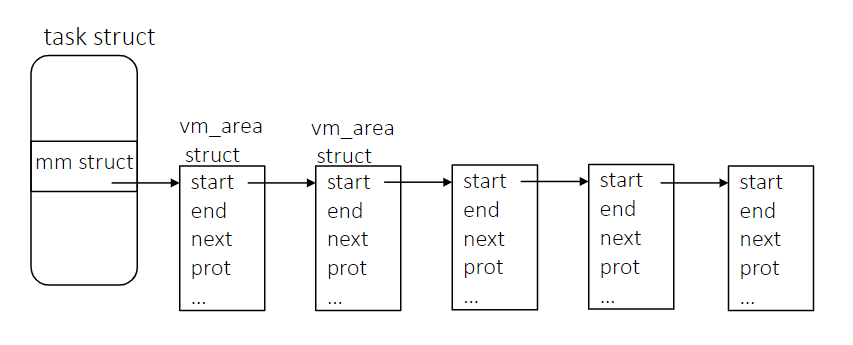 task struct
mm struct
vm_area
struct
start
end
next
prot
...
vm_area
struct
start
end
next
prot
...
start
end
next
prot
...
start
end
next
prot
...
start
end
next
prot
...